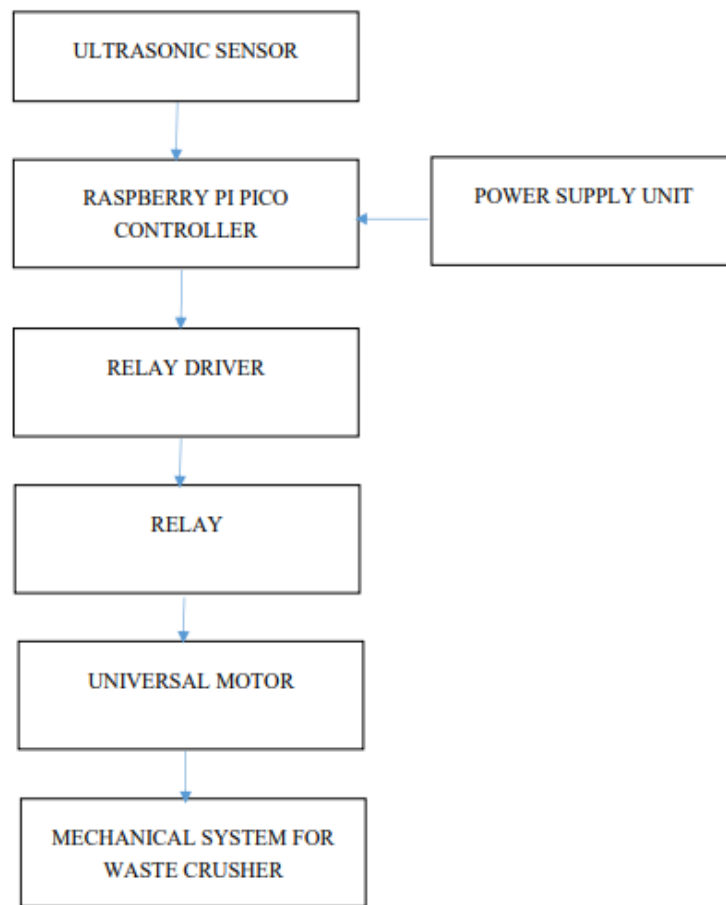 ULTRASONIC SENSOR
RASPBERRY PI PICO
CONTROLLER
POWER SUPPLY UNIT
RELAY DRIVER
RELAY
UNIVERSAL MOTOR
MECHANICAL SYSTEM FOR
WASTE CRUSHER